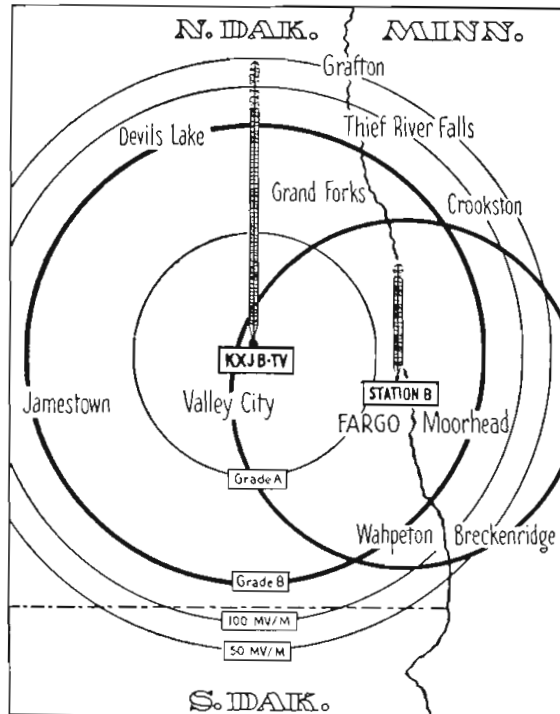 N. DAK. MINN.
Grafton
Devils Lake Thief River Falls
Grand Forks Crookston
KXJB-TV
Jamestown Valley City STATION B
FARGO Moorhead
Grade A
Wahpeton Breckenridge
Grade B
100 MV/M
50 MV/M
S. DAK.